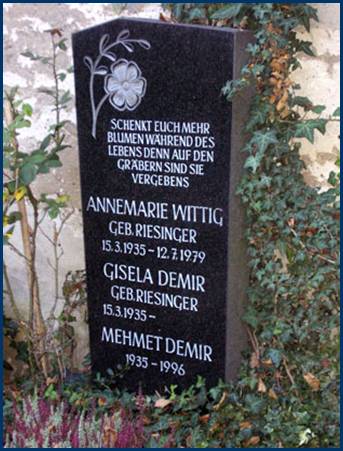 SCHENKT EUCH MEHR
BLUMEN WÄHREND DES
LEBENS DENN AUF DEN
GRÄBERN SIND SIE
VERGEBENS
ANNEMARIE WITTIG
GEB. RIESINGER
15.3.1935 - 12.7.1979
GISELA DEMIR
GEB. RIESINGER
15.3.1935 -
MEHMET DEMIR
1935 - 1996